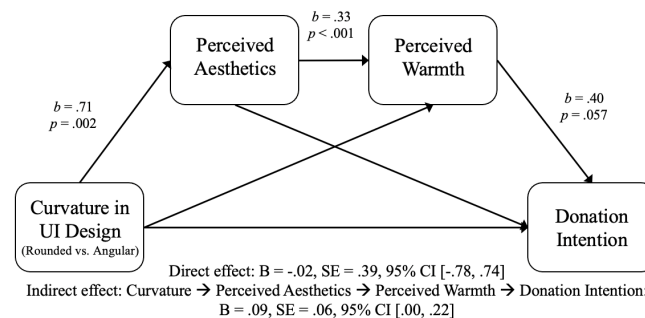 b = .33
p < .001
Perceived
Aesthetics
Perceived
Warmth
b = .71
p = .002
b = .40
p = .057
Curvature in
UI Design
(Rounded vs. Angular)
Donation
Intention
Direct effect: B = -.02, SE = .39, 95% CI [-.78, .74]
Indirect effect: Curvature → Perceived Aesthetics → Perceived Warmth → Donation Intention:
B = .09, SE = .06, 95% CI [.00, .22]